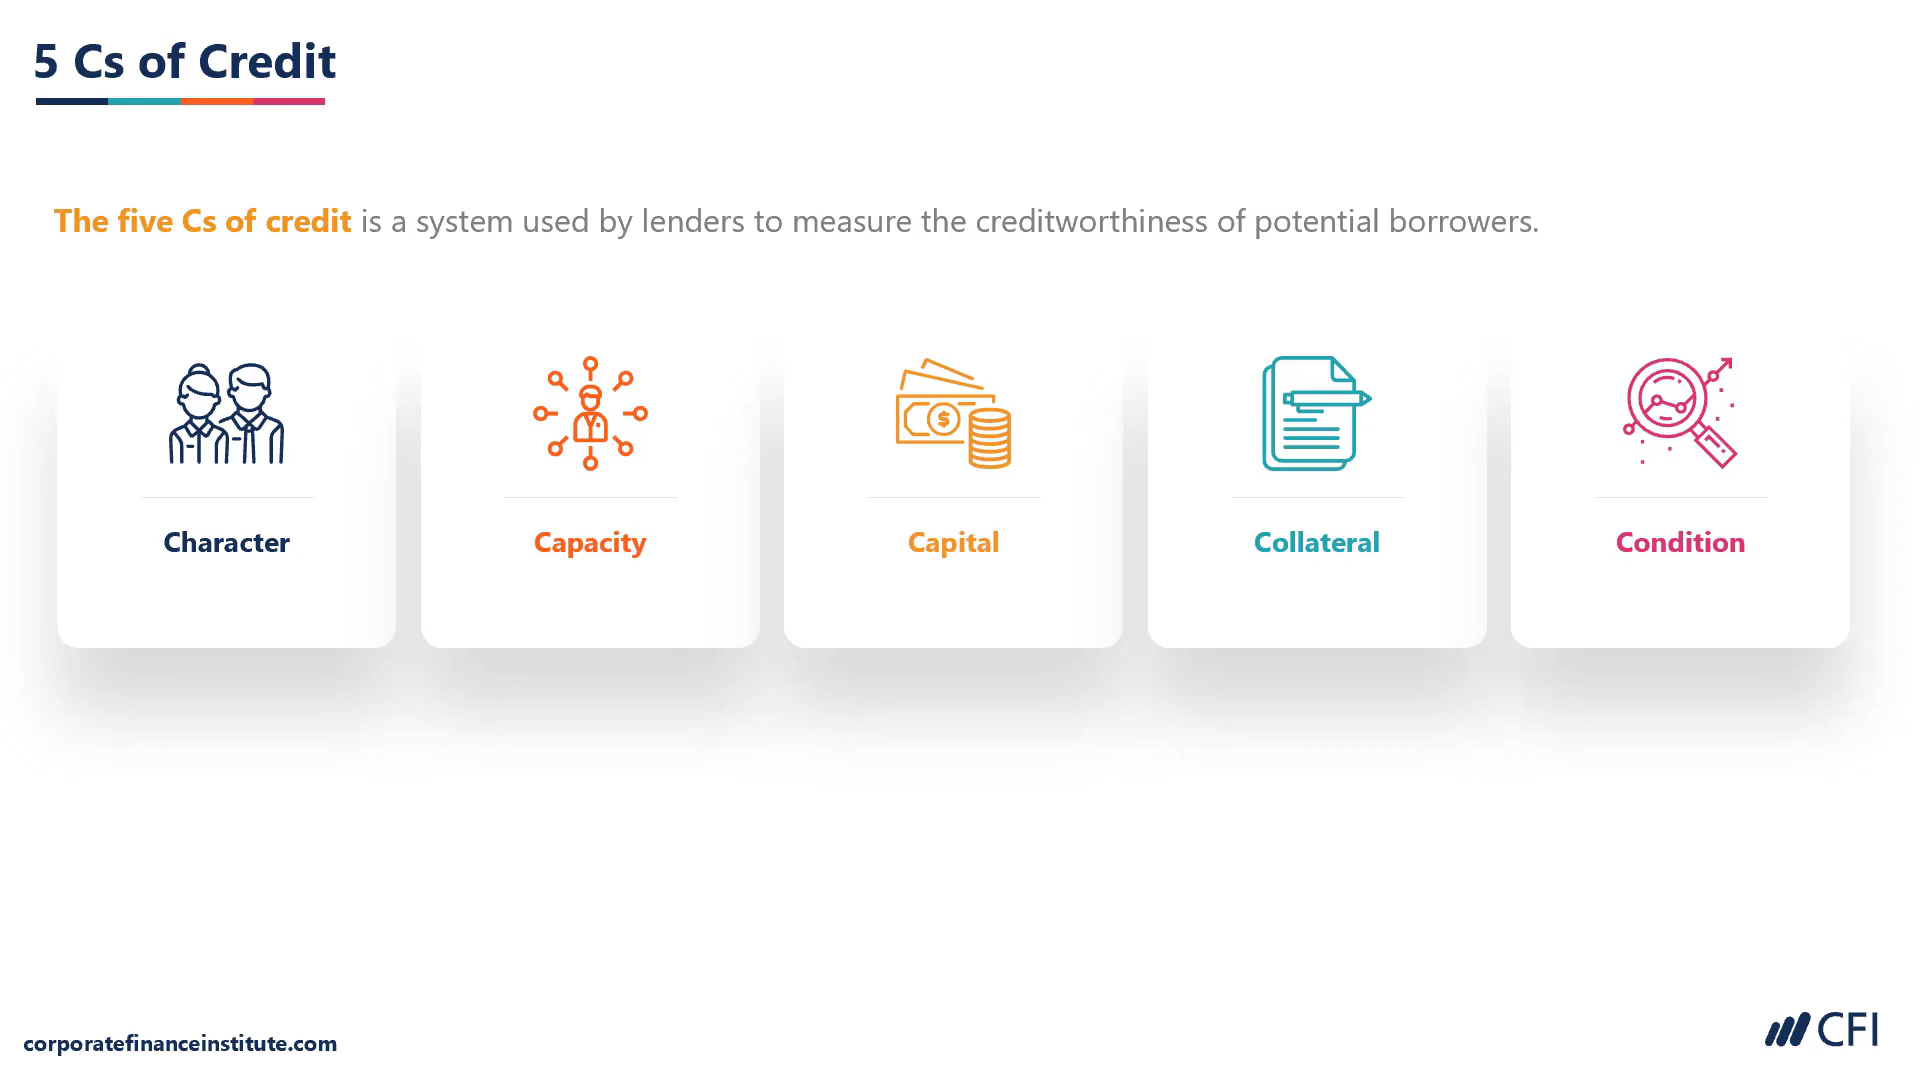 5 Cs of Credit
The five Cs of credit is a system used by lenders to measure the creditworthiness of potential borrowers.
$
Character
Capacity
Capital
Collateral
Condition
corporatefinanceinstitute.com
CFI